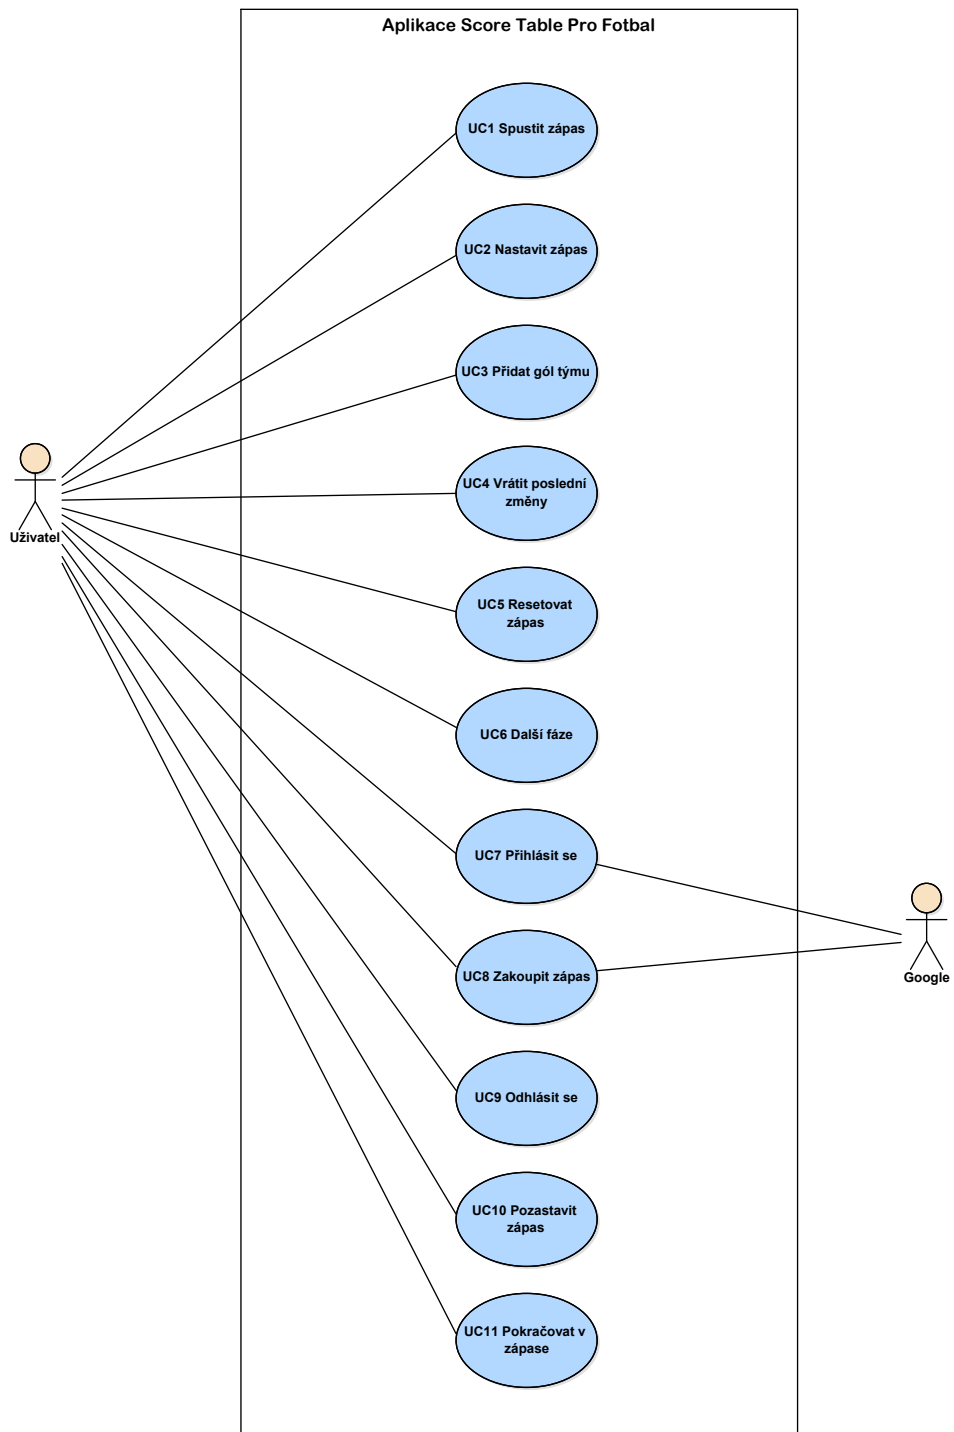 Aplikace Score Table Pro Fotbal
UC1 Spustit zápas
UC2 Nastavit zápas
UC3 Přidat gól týmu
UC4 Vrátit poslední
změny
Uživatel
UC5 Resetovat
zápas
UC6 Další fáze
UC7 Přihlásit se
UC8 Zakoupit zápas
Google
UC9 Odhlásit se
UC10 Pozastavit
zápas
UC11 Pokračovat v
zápase